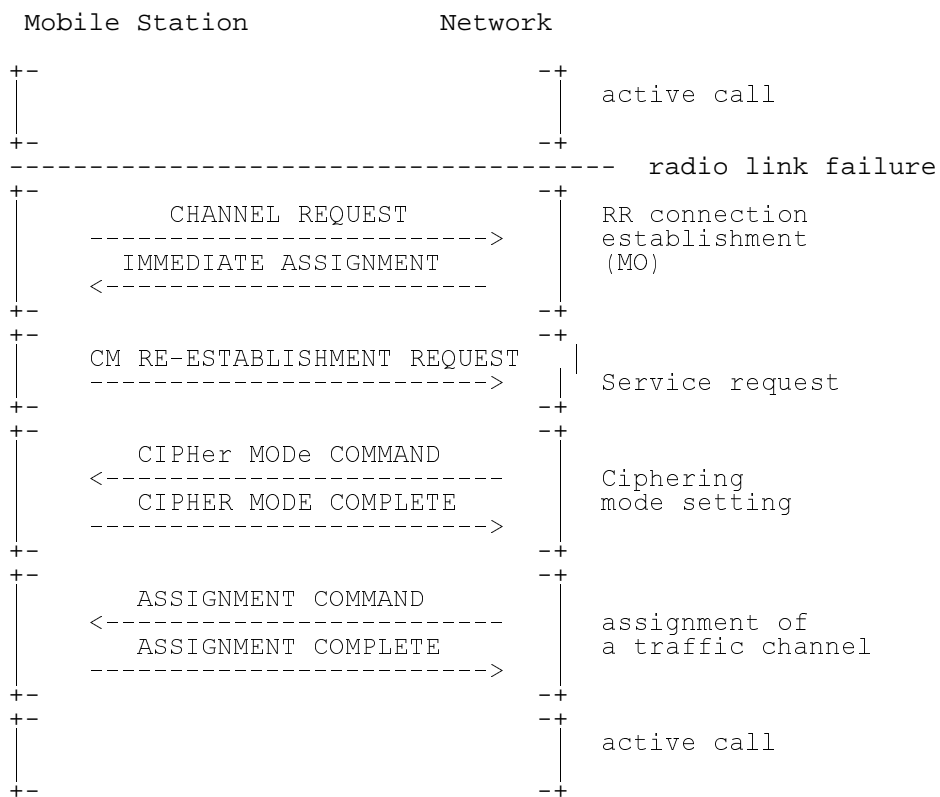 Mobile Station Network
active call
radio link failure
CHANNEL REQUEST RR connection
establishment
IMMEDIATE ASSIGNMENT (MO)
CM RE-ESTABLISHMENT REQUEST
Service request
CIPHer MODe COMMAND
Ciphering
CIPHER MODE COMPLETE mode setting
ASSIGNMENT COMMAND
assignment of
ASSIGNMENT COMPLETE a traffic channel
active call